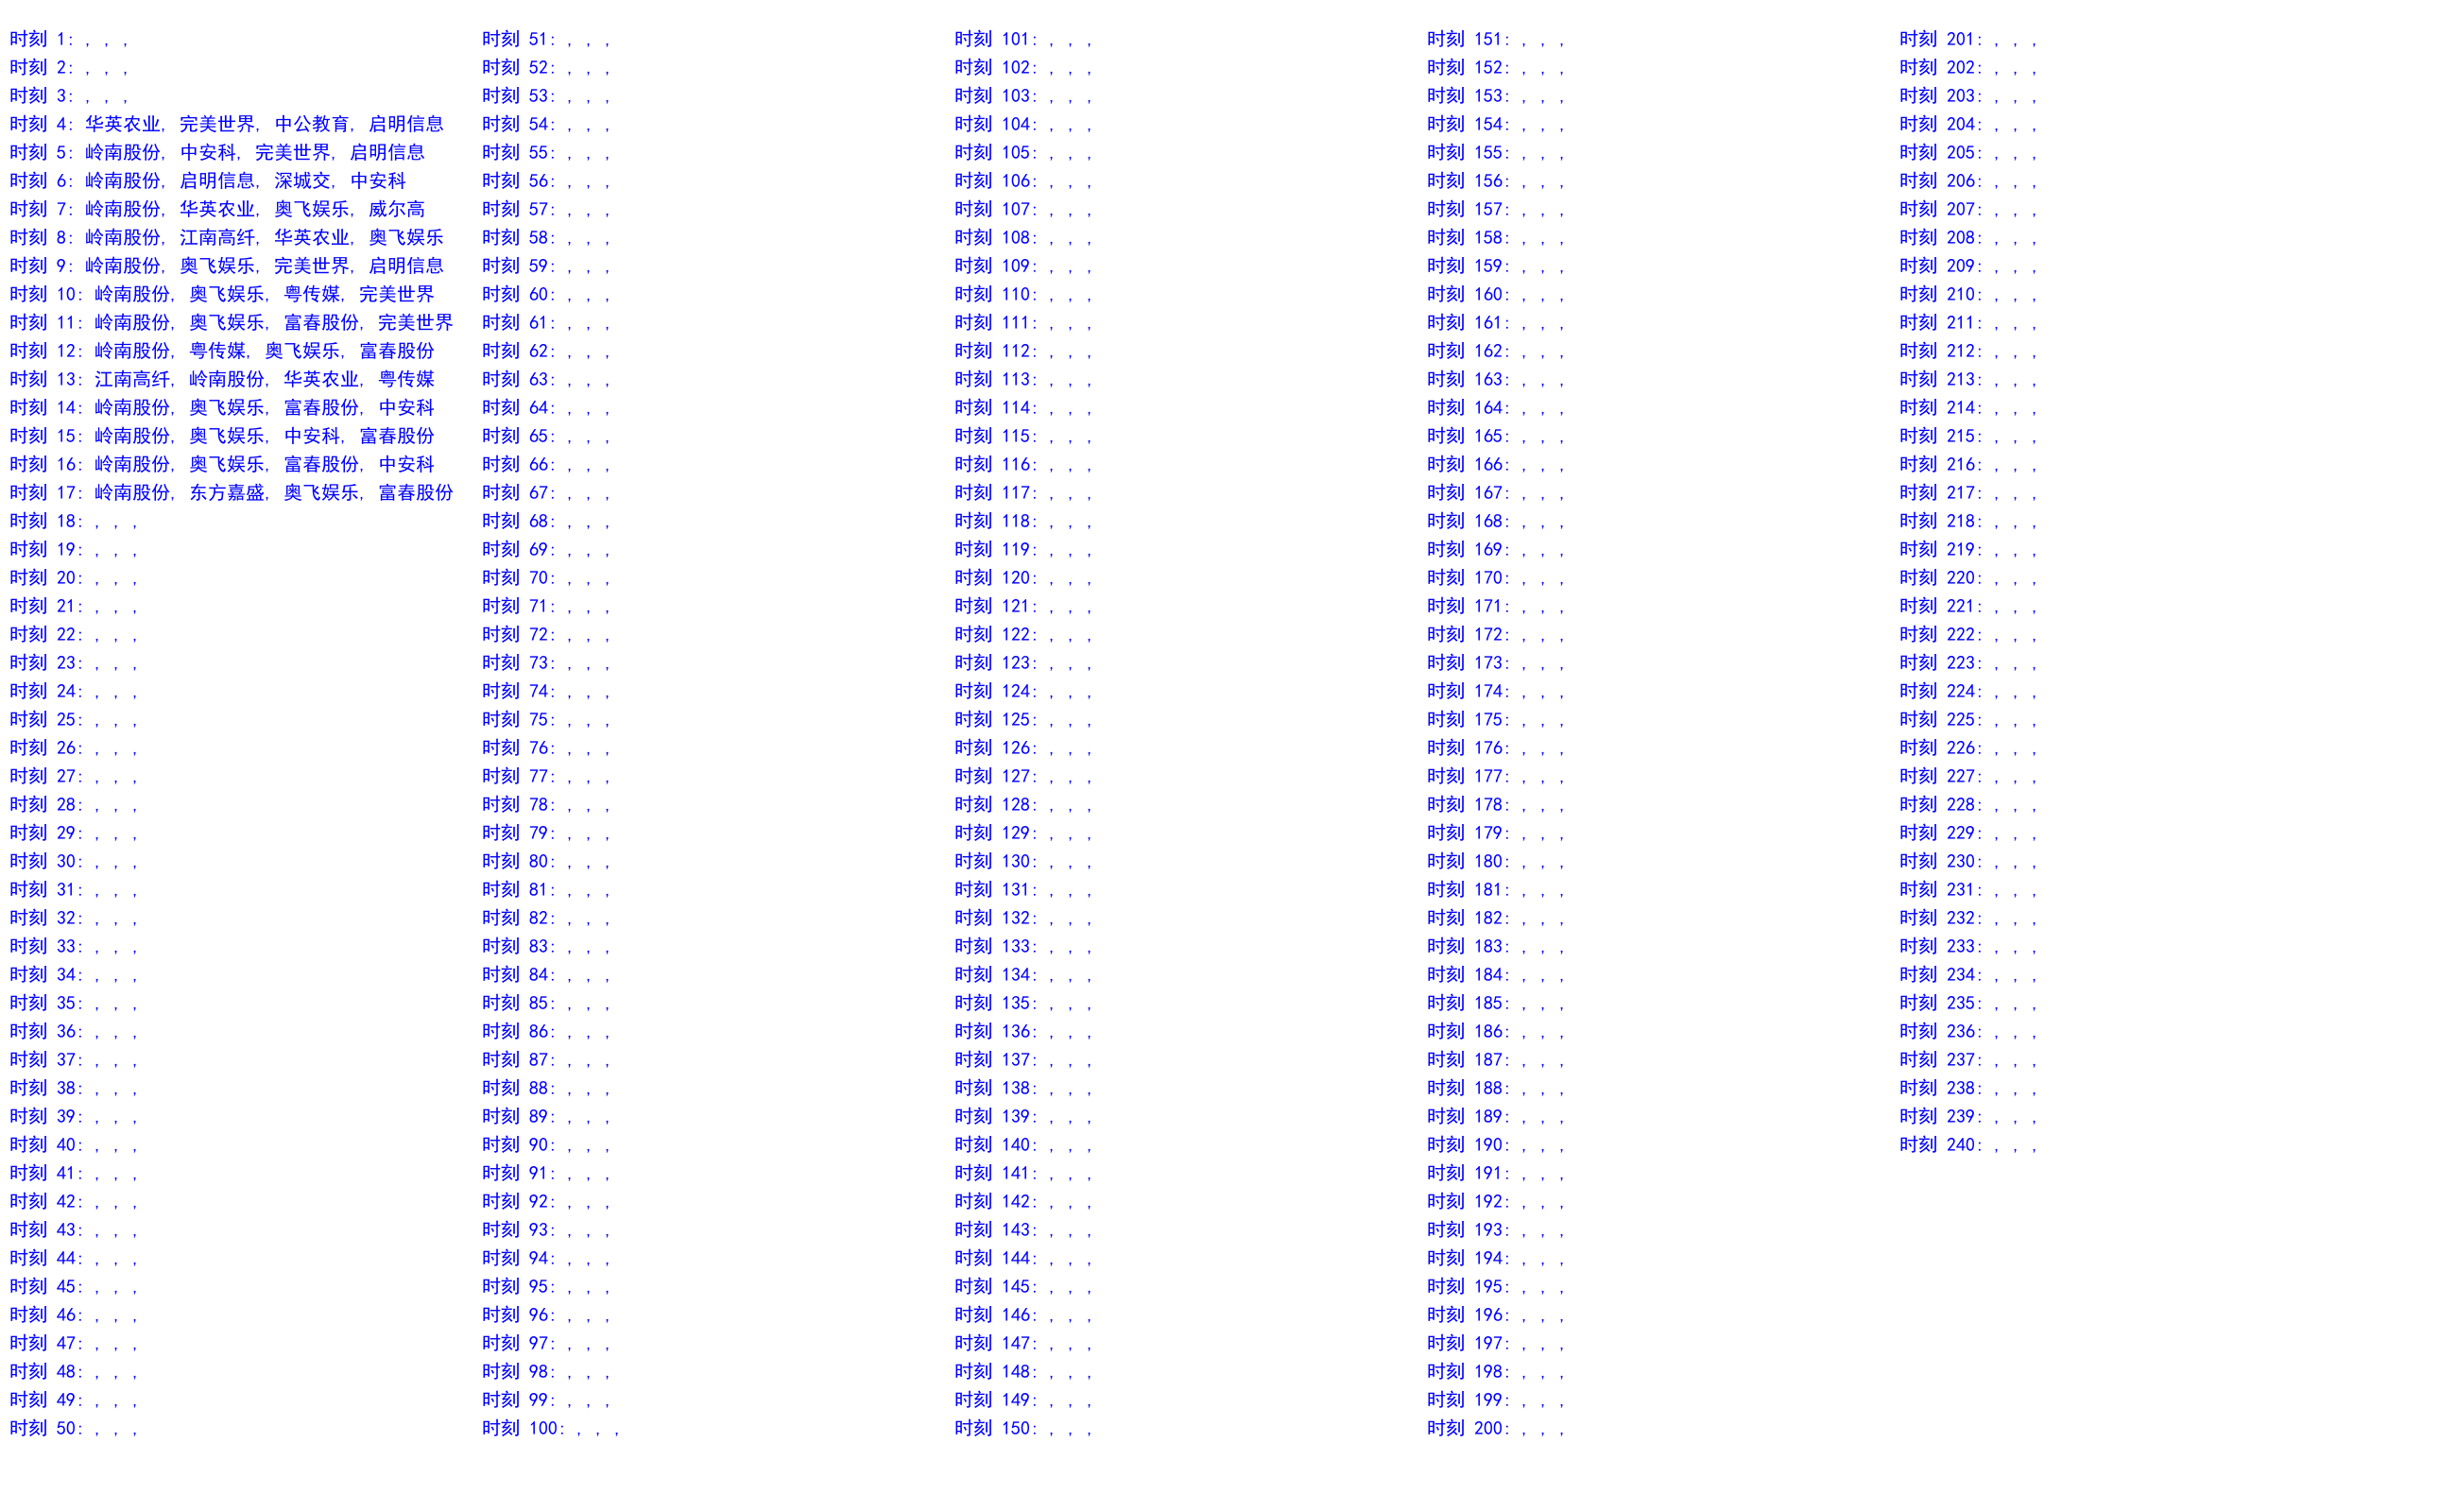 时刻 1: , , ,
时刻 2: , , ,
时刻 3: , , ,
时刻 4: 华英农业, 完美世界, 中公教育, 启明信息
时刻 5: 岭南股份, 中安科, 完美世界, 启明信息
时刻 6: 岭南股份, 启明信息, 深城交, 中安科
时刻 7: 岭南股份, 华英农业, 奥飞娱乐, 威尔高
时刻 8: 岭南股份, 江南高纤, 华英农业, 奥飞娱乐
时刻 9: 岭南股份, 奥飞娱乐, 完美世界, 启明信息
时刻 10: 岭南股份, 奥飞娱乐, 粤传媒, 完美世界
时刻 11: 岭南股份, 奥飞娱乐, 富春股份, 完美世界
时刻 12: 岭南股份, 粤传媒, 奥飞娱乐, 富春股份
时刻 13: 江南高纤, 岭南股份, 华英农业, 粤传媒
时刻 14: 岭南股份, 奥飞娱乐, 富春股份, 中安科
时刻 15: 岭南股份, 奥飞娱乐, 中安科, 富春股份
时刻 16: 岭南股份, 奥飞娱乐, 富春股份, 中安科
时刻 17: 岭南股份, 东方嘉盛, 奥飞娱乐, 富春股份
时刻 18: , , ,
时刻 19: , , ,
时刻 20: , , ,
时刻 21: , , ,
时刻 22: , , ,
时刻 23: , , ,
时刻 24: , , ,
时刻 25: , , ,
时刻 26: , , ,
时刻 27: , , ,
时刻 28: , , ,
时刻 29: , , ,
时刻 30: , , ,
时刻 31: , , ,
时刻 32: , , ,
时刻 33: , , ,
时刻 34: , , ,
时刻 35: , , ,
时刻 36: , , ,
时刻 37: , , ,
时刻 38: , , ,
时刻 39: , , ,
时刻 40: , , ,
时刻 41: , , ,
时刻 42: , , ,
时刻 43: , , ,
时刻 44: , , ,
时刻 45: , , ,
时刻 46: , , ,
时刻 47: , , ,
时刻 48: , , ,
时刻 49: , , ,
时刻 50: , , ,
时刻 51: , , ,
时刻 52: , , ,
时刻 53: , , ,
时刻 54: , , ,
时刻 55: , , ,
时刻 56: , , ,
时刻 57: , , ,
时刻 58: , , ,
时刻 59: , , ,
时刻 60: , , ,
时刻 61: , , ,
时刻 62: , , ,
时刻 63: , , ,
时刻 64: , , ,
时刻 65: , , ,
时刻 66: , , ,
时刻 67: , , ,
时刻 68: , , ,
时刻 69: , , ,
时刻 70: , , ,
时刻 71: , , ,
时刻 72: , , ,
时刻 73: , , ,
时刻 74: , , ,
时刻 75: , , ,
时刻 76: , , ,
时刻 77: , , ,
时刻 78: , , ,
时刻 79: , , ,
时刻 80: , , ,
时刻 81: , , ,
时刻 82: , , ,
时刻 83: , , ,
时刻 84: , , ,
时刻 85: , , ,
时刻 86: , , ,
时刻 87: , , ,
时刻 88: , , ,
时刻 89: , , ,
时刻 90: , , ,
时刻 91: , , ,
时刻 92: , , ,
时刻 93: , , ,
时刻 94: , , ,
时刻 95: , , ,
时刻 96: , , ,
时刻 97: , , ,
时刻 98: , , ,
时刻 99: , , ,
时刻 100: , , ,
时刻 101: , , ,
时刻 102: , , ,
时刻 103: , , ,
时刻 104: , , ,
时刻 105: , , ,
时刻 106: , , ,
时刻 107: , , ,
时刻 108: , , ,
时刻 109: , , ,
时刻 110: , , ,
时刻 111: , , ,
时刻 112: , , ,
时刻 113: , , ,
时刻 114: , , ,
时刻 115: , , ,
时刻 116: , , ,
时刻 117: , , ,
时刻 118: , , ,
时刻 119: , , ,
时刻 120: , , ,
时刻 121: , , ,
时刻 122: , , ,
时刻 123: , , ,
时刻 124: , , ,
时刻 125: , , ,
时刻 126: , , ,
时刻 127: , , ,
时刻 128: , , ,
时刻 129: , , ,
时刻 130: , , ,
时刻 131: , , ,
时刻 132: , , ,
时刻 133: , , ,
时刻 134: , , ,
时刻 135: , , ,
时刻 136: , , ,
时刻 137: , , ,
时刻 138: , , ,
时刻 139: , , ,
时刻 140: , , ,
时刻 141: , , ,
时刻 142: , , ,
时刻 143: , , ,
时刻 144: , , ,
时刻 145: , , ,
时刻 146: , , ,
时刻 147: , , ,
时刻 148: , , ,
时刻 149: , , ,
时刻 150: , , ,
时刻 151: , , ,
时刻 152: , , ,
时刻 153: , , ,
时刻 154: , , ,
时刻 155: , , ,
时刻 156: , , ,
时刻 157: , , ,
时刻 158: , , ,
时刻 159: , , ,
时刻 160: , , ,
时刻 161: , , ,
时刻 162: , , ,
时刻 163: , , ,
时刻 164: , , ,
时刻 165: , , ,
时刻 166: , , ,
时刻 167: , , ,
时刻 168: , , ,
时刻 169: , , ,
时刻 170: , , ,
时刻 171: , , ,
时刻 172: , , ,
时刻 173: , , ,
时刻 174: , , ,
时刻 175: , , ,
时刻 176: , , ,
时刻 177: , , ,
时刻 178: , , ,
时刻 179: , , ,
时刻 180: , , ,
时刻 181: , , ,
时刻 182: , , ,
时刻 183: , , ,
时刻 184: , , ,
时刻 185: , , ,
时刻 186: , , ,
时刻 187: , , ,
时刻 188: , , ,
时刻 189: , , ,
时刻 190: , , ,
时刻 191: , , ,
时刻 192: , , ,
时刻 193: , , ,
时刻 194: , , ,
时刻 195: , , ,
时刻 196: , , ,
时刻 197: , , ,
时刻 198: , , ,
时刻 199: , , ,
时刻 200: , , ,
时刻 201: , , ,
时刻 202: , , ,
时刻 203: , , ,
时刻 204: , , ,
时刻 205: , , ,
时刻 206: , , ,
时刻 207: , , ,
时刻 208: , , ,
时刻 209: , , ,
时刻 210: , , ,
时刻 211: , , ,
时刻 212: , , ,
时刻 213: , , ,
时刻 214: , , ,
时刻 215: , , ,
时刻 216: , , ,
时刻 217: , , ,
时刻 218: , , ,
时刻 219: , , ,
时刻 220: , , ,
时刻 221: , , ,
时刻 222: , , ,
时刻 223: , , ,
时刻 224: , , ,
时刻 225: , , ,
时刻 226: , , ,
时刻 227: , , ,
时刻 228: , , ,
时刻 229: , , ,
时刻 230: , , ,
时刻 231: , , ,
时刻 232: , , ,
时刻 233: , , ,
时刻 234: , , ,
时刻 235: , , ,
时刻 236: , , ,
时刻 237: , , ,
时刻 238: , , ,
时刻 239: , , ,
时刻 240: , , ,